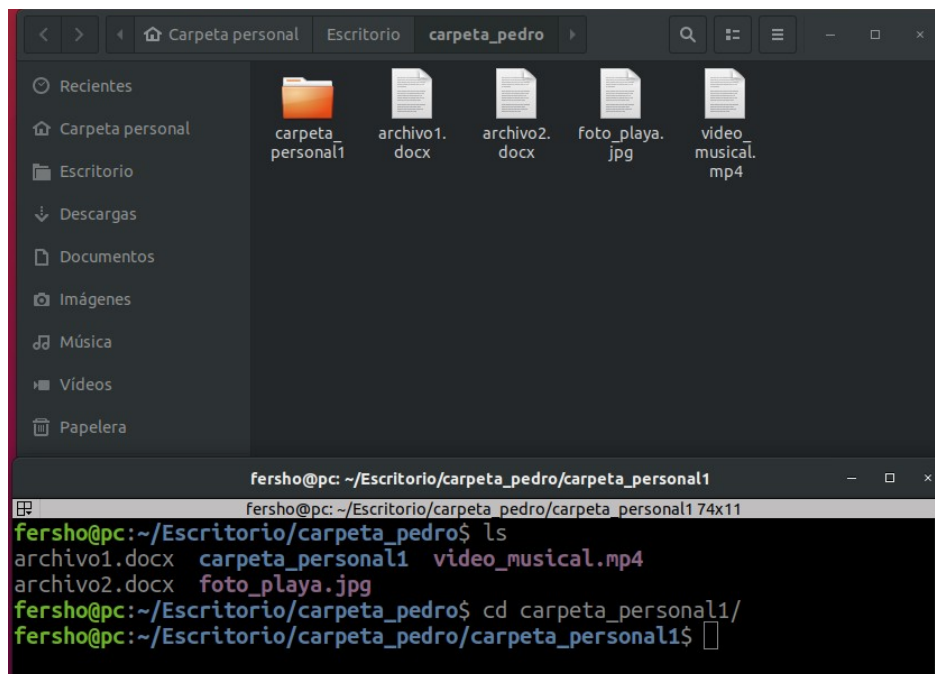 Carpeta personal Escritorio carpeta_pedro
Recientes
Carpeta personal
Escritorio
Descargas
Documentos
Imágenes
Música
Vídeos
Papelera
carpeta_
personal1
archivo1.
docx
archivo2.
docx
foto_playa.
jpg
video_
musical.
mp4
fersho@pc: ~/Escritorio/carpeta_pedro/carpeta_personal1
fersho@pc: ~/Escritorio/carpeta_pedro/carpeta_personal1 74x11
fersho@pc:~/Escritorio/carpeta_pedro$ ls
archivo1.docx  carpeta_personal1  video_musical.mp4
archivo2.docx  foto_playa.jpg
fersho@pc:~/Escritorio/carpeta_pedro$ cd carpeta_personal1/
fersho@pc:~/Escritorio/carpeta_pedro/carpeta_personal1$